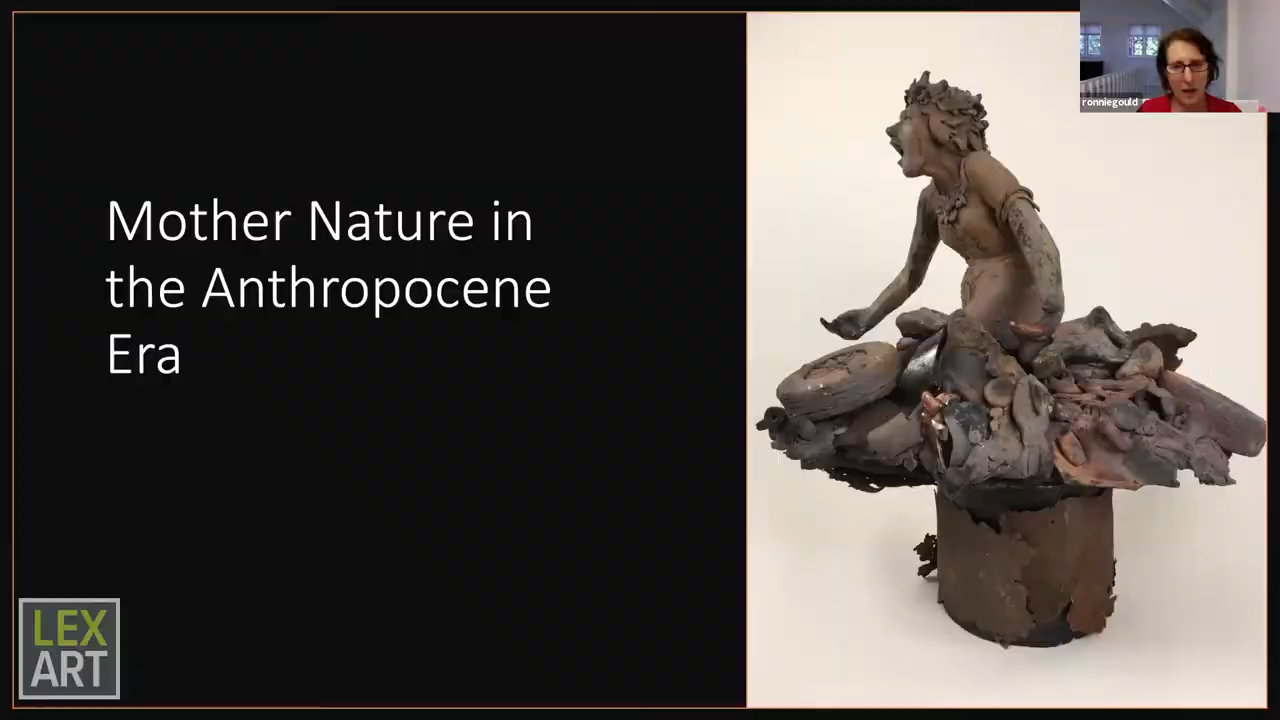 Mother Nature in
the Anthropocene
Era
ronniegould
LEX
ART